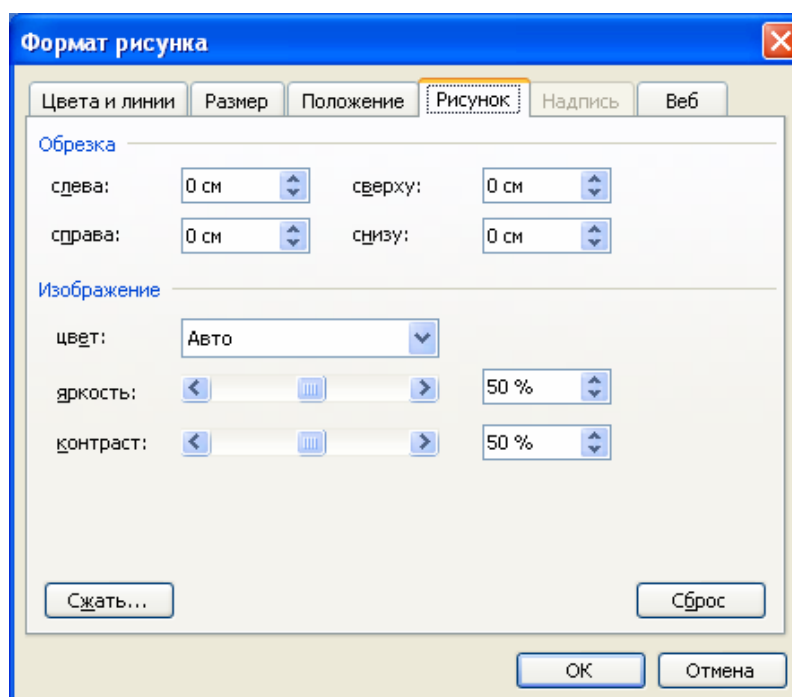 Формат рисунка
Цвета и линии Размер Положение Рисунок Надпись Веб
Обрезка
слева: 0 см сверху: 0 см
справа: 0 см снизу: 0 см
Изображение
цвет: Авто
яркость: 50 %
контраст: 50 %
Сжать... Сброс
ОК Отмена